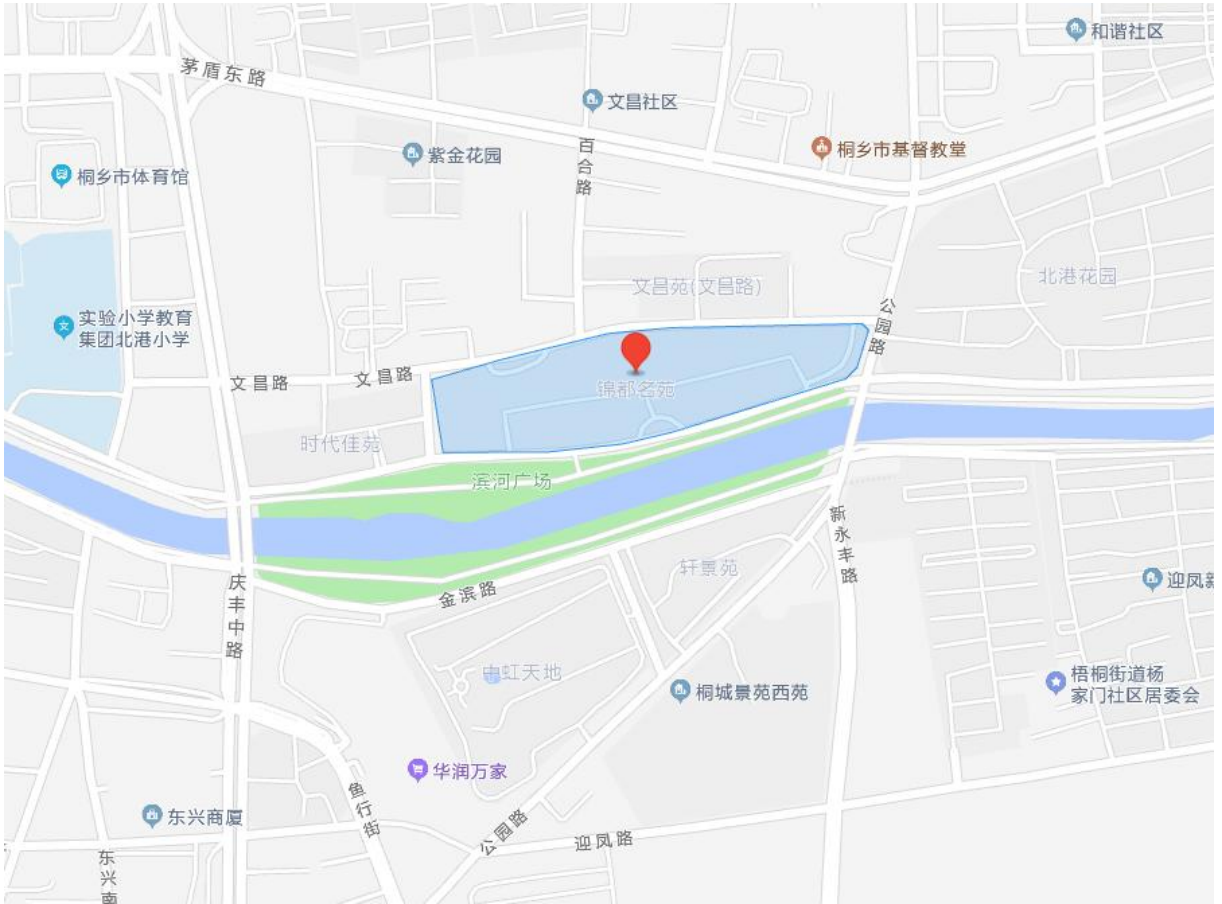 和谐社区
茅盾东路
文昌社区
百合路
桐乡市基督教堂
紫金花园
桐乡市体育馆
文昌苑(文昌路)
北港花园
公园路
实验小学教育
集团北港小学
文昌路
文昌路
锦都名苑
时代佳苑
滨河广场
新永丰路
轩景苑
迎凤新
庆丰中路
金滨路
中虹天地
桐城景苑西苑
梧桐街道杨
家门社区居委会
华润万家
鱼行街
东兴商厦
公园路
迎凤路
东兴南